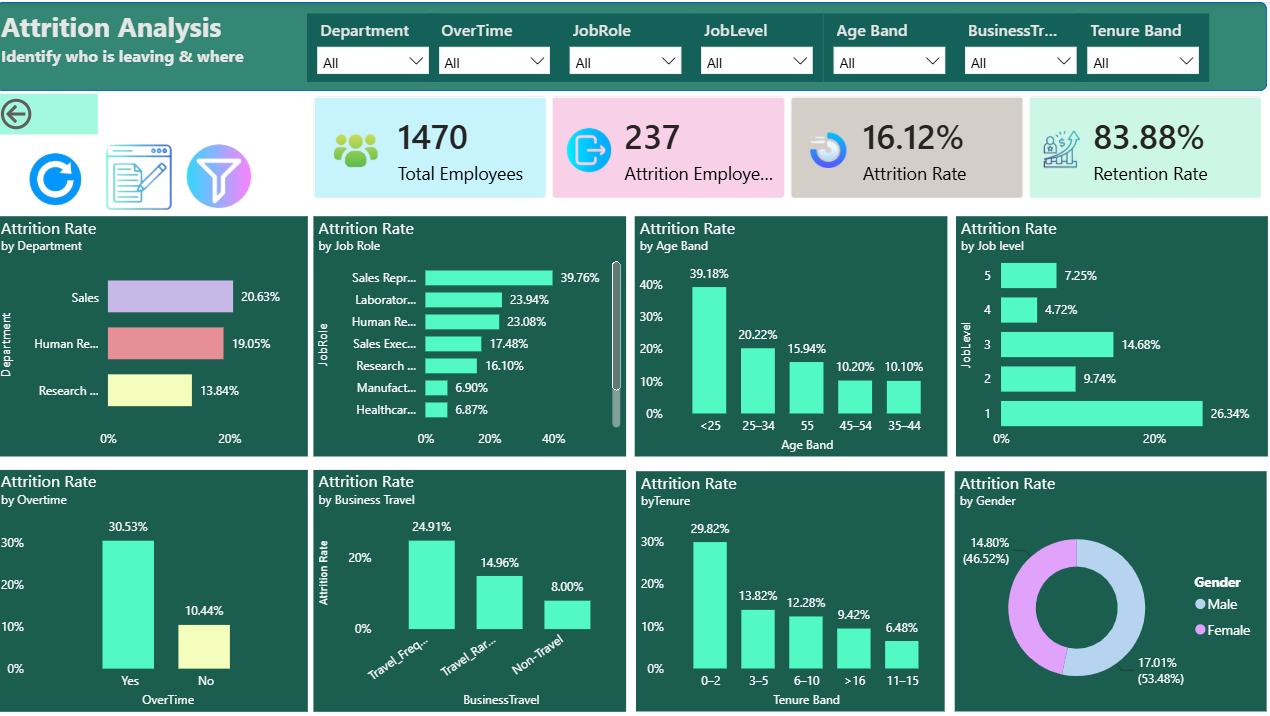 Attrition Analysis
Identify who is leaving & where
Department
All
OverTime
All
JobRole
All
JobLevel
All
Age Band
All
BusinessTr...
All
Tenure Band
All
1470
Total Employees
237
Attrition Employe...
16.12%
Attrition Rate
83.88%
Retention Rate
Attrition Rate
by Department
Department
Sales
20.63%
Human Re...
19.05%
Research ...
13.84%
0%
20%
Attrition Rate
by Job Role
JobRole
Sales Repr...
39.76%
Laborator...
23.94%
Human Re...
23.08%
Sales Exec...
17.48%
Research ...
16.10%
Manufact...
6.90%
Healthcar...
6.87%
0%
20%
40%
Attrition Rate
by Age Band
40%
30%
20%
10%
0%
39.18%
20.22%
15.94%
10.20%
10.10%
<25
25–34
55
45–54
35–44
Age Band
Attrition Rate
by Job level
JobLevel
5
7.25%
4
4.72%
3
14.68%
2
9.74%
1
26.34%
0%
20%
Attrition Rate
by Overtime
30%
20%
10%
0%
30.53%
10.44%
Yes
No
OverTime
Attrition Rate
by Business Travel
Attrition Rate
20%
0%
24.91%
14.96%
8.00%
Travel_Freq...
Travel_Rar...
Non-Travel
BusinessTravel
Attrition Rate
byTenure
30%
20%
10%
0%
29.82%
13.82%
12.28%
9.42%
6.48%
0–2
3–5
6–10
>16
11–15
Tenure Band
Attrition Rate
by Gender
14.80%
(46.52%)
17.01%
(53.48%)
Gender
Male
Female